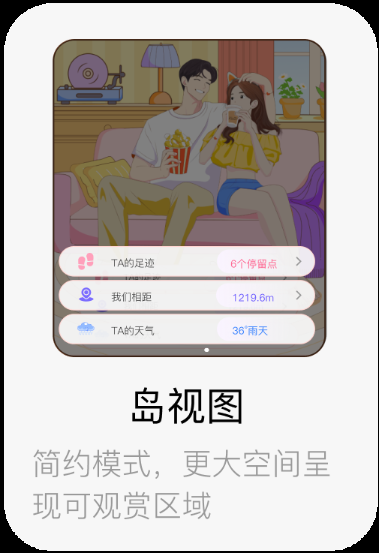 TA的足迹 6个停留点
我们相距 1219.6m
TA的天气 36°雨天
岛视图
简约模式，更大空间呈
现可观赏区域